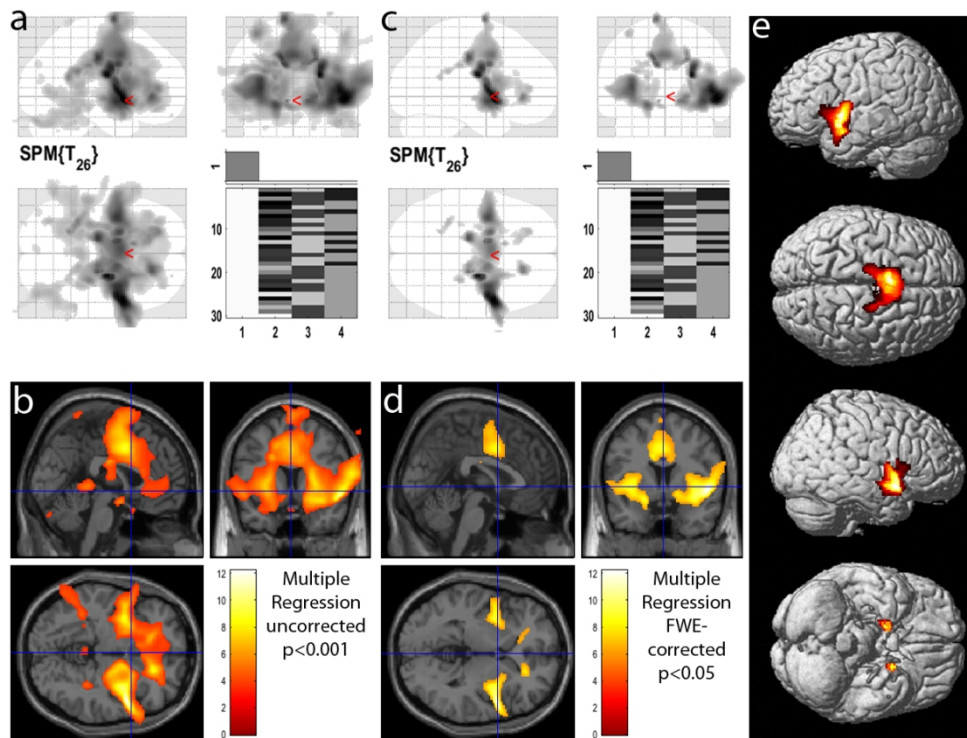 a
<
<
SPM{T26}
<
1
10
20
30
1 2 3 4
c
<
<
<
1
10
20
30
1 2 3 4
e
b
12
10
8
6
4
2
0
Multiple
Regression
uncorrected
p<0.001
d
12
10
8
6
4
2
0
Multiple
Regression
FWE-
corrected
p<0.05